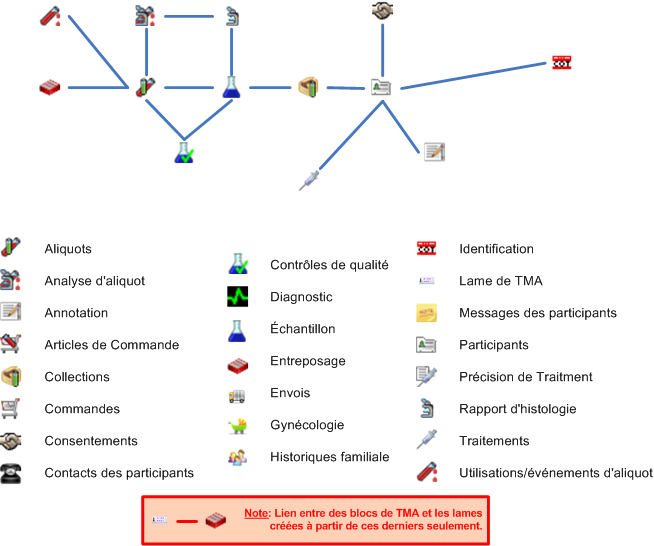 Aliquots
Analyse d'aliquot
Annotation
Articles de Commande
Collections
Commandes
Consentements
Contacts des participants
Contrôles de qualité
Diagnostic
Échantillon
Entreposage
Envois
Gynécologie
Historiques familiale
Identification
Lame de TMA
Messages des participants
Participants
Précision de Traitment
Rapport d'histologie
Traitements
Utilisations/événements d'aliquot
Note: Lien entre des blocs de TMA et les lames
créées à partir de ces derniers seulement.